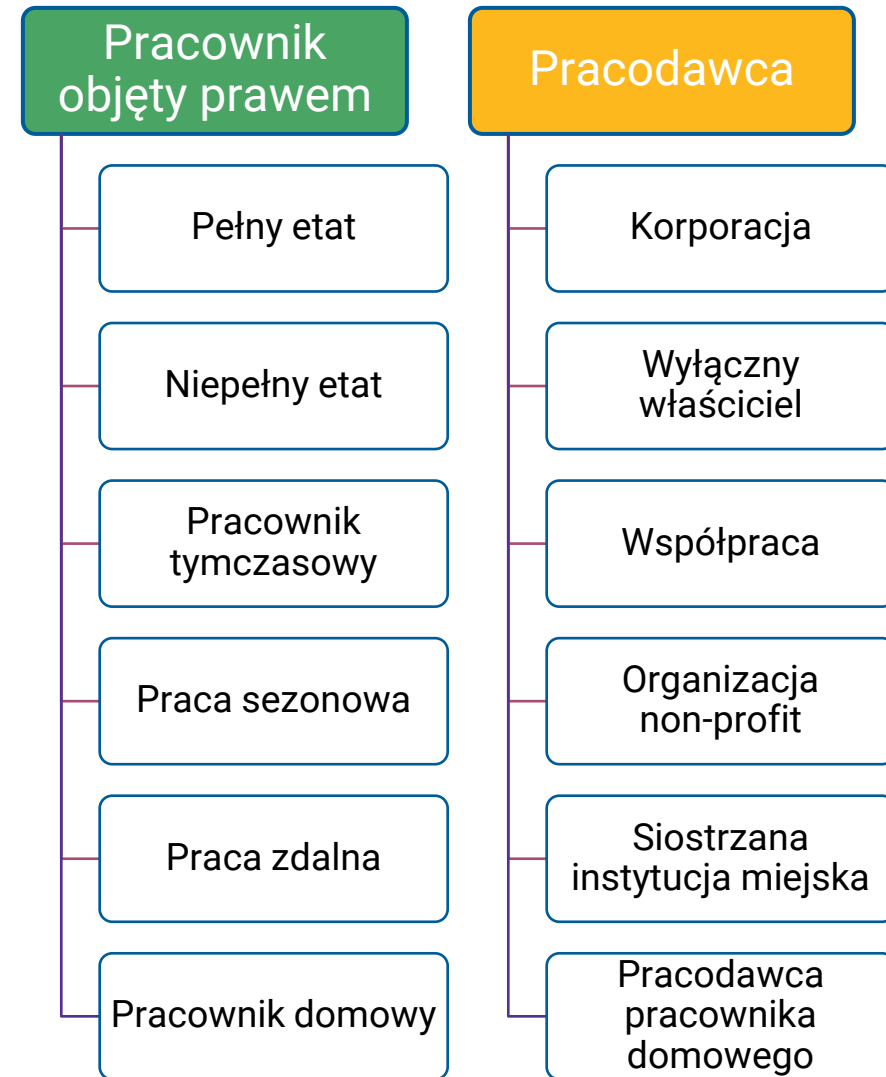 Pracownik
objęty prawem
Pełny etat
Niepełny etat
Pracownik
tymczasowy
Praca sezonowa
Praca zdalna
Pracownik domowy
Pracodawca
Korporacja
Wyłączny
właściciel
Współpraca
Organizacja
non-profit
Siostrzana
instytucja miejska
Pracodawca
pracownika
domowego